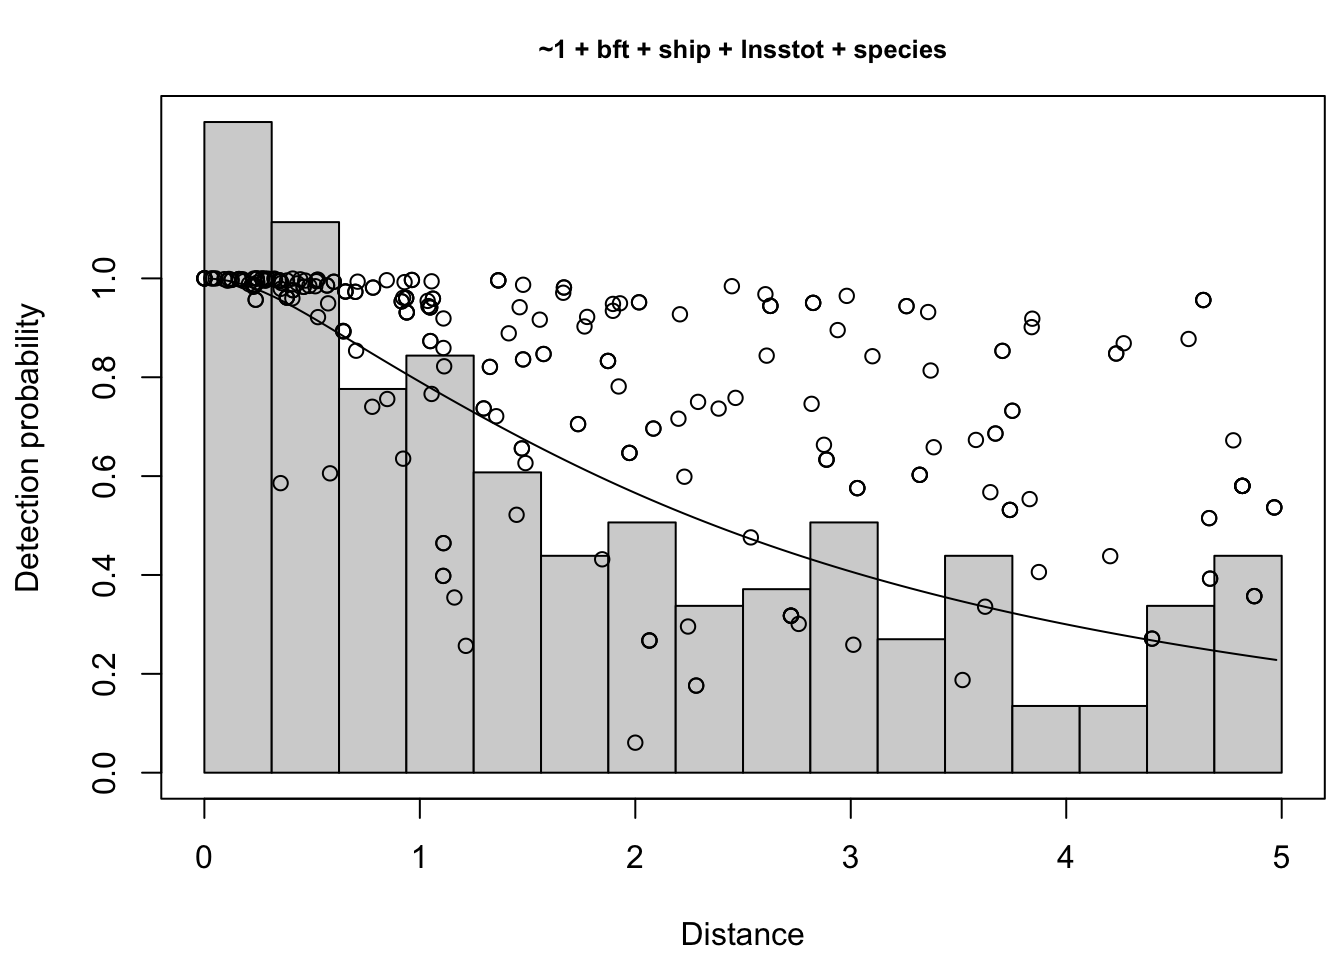 ~1 + bft + ship + lnsstot + species
Detection probability
1.0
0.8
0.6
0.4
0.2
0.0
0 1 2 3 4 5
Distance